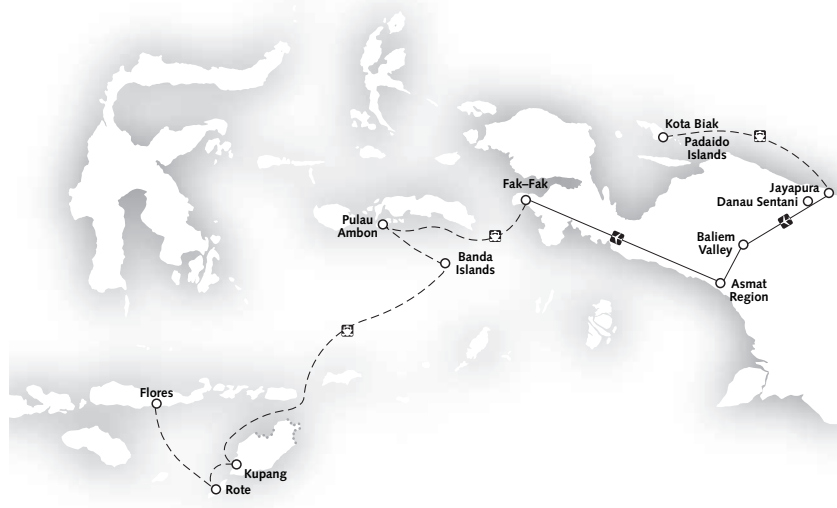 Kota Biak
Padaido
Islands
Fak–Fak
Jayapura
Danau Sentani
Pulau
Ambon
Baliem
Valley
Banda
Islands
Asmat
Region
Flores
Kupang
Rote